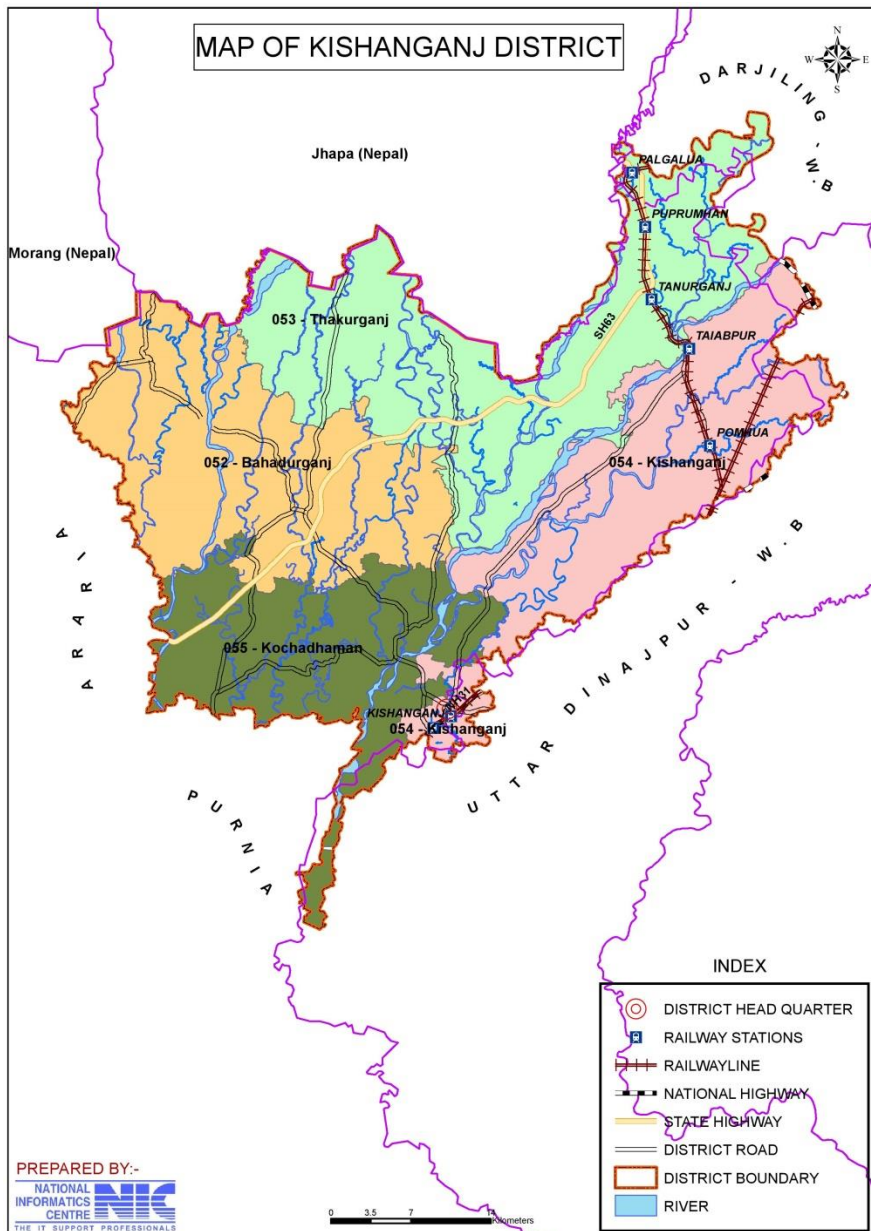 MAP OF KISHANGANJ DISTRICT
N
W E
S
DARJILING - W.B
Jhapa (Nepal)
PALGALUA
PUPRUMHAN
Morang (Nepal)
TANURGANJ
053 - Thakurganj
SH63
TAIABPUR
POMHUA
052 - Bahadurganj
054 - Kishanganj
ARARIA
055 - Kochadhaman
KISHANGANJ
NH31
054 - Kishanganj
UTTAR DINAJPUR - W.B
PURNIA
INDEX
DISTRICT HEAD QUARTER
RAILWAY STATIONS
RAILWAYLINE
NATIONAL HIGHWAY
STATE HIGHWAY
DISTRICT ROAD
DISTRICT BOUNDARY
RIVER
PREPARED BY:-
NATIONAL
INFORMATICS
CENTRE
NIC
THE IT SUPPORT PROFESSIONALS
0 3.5 7 14
Kilometers